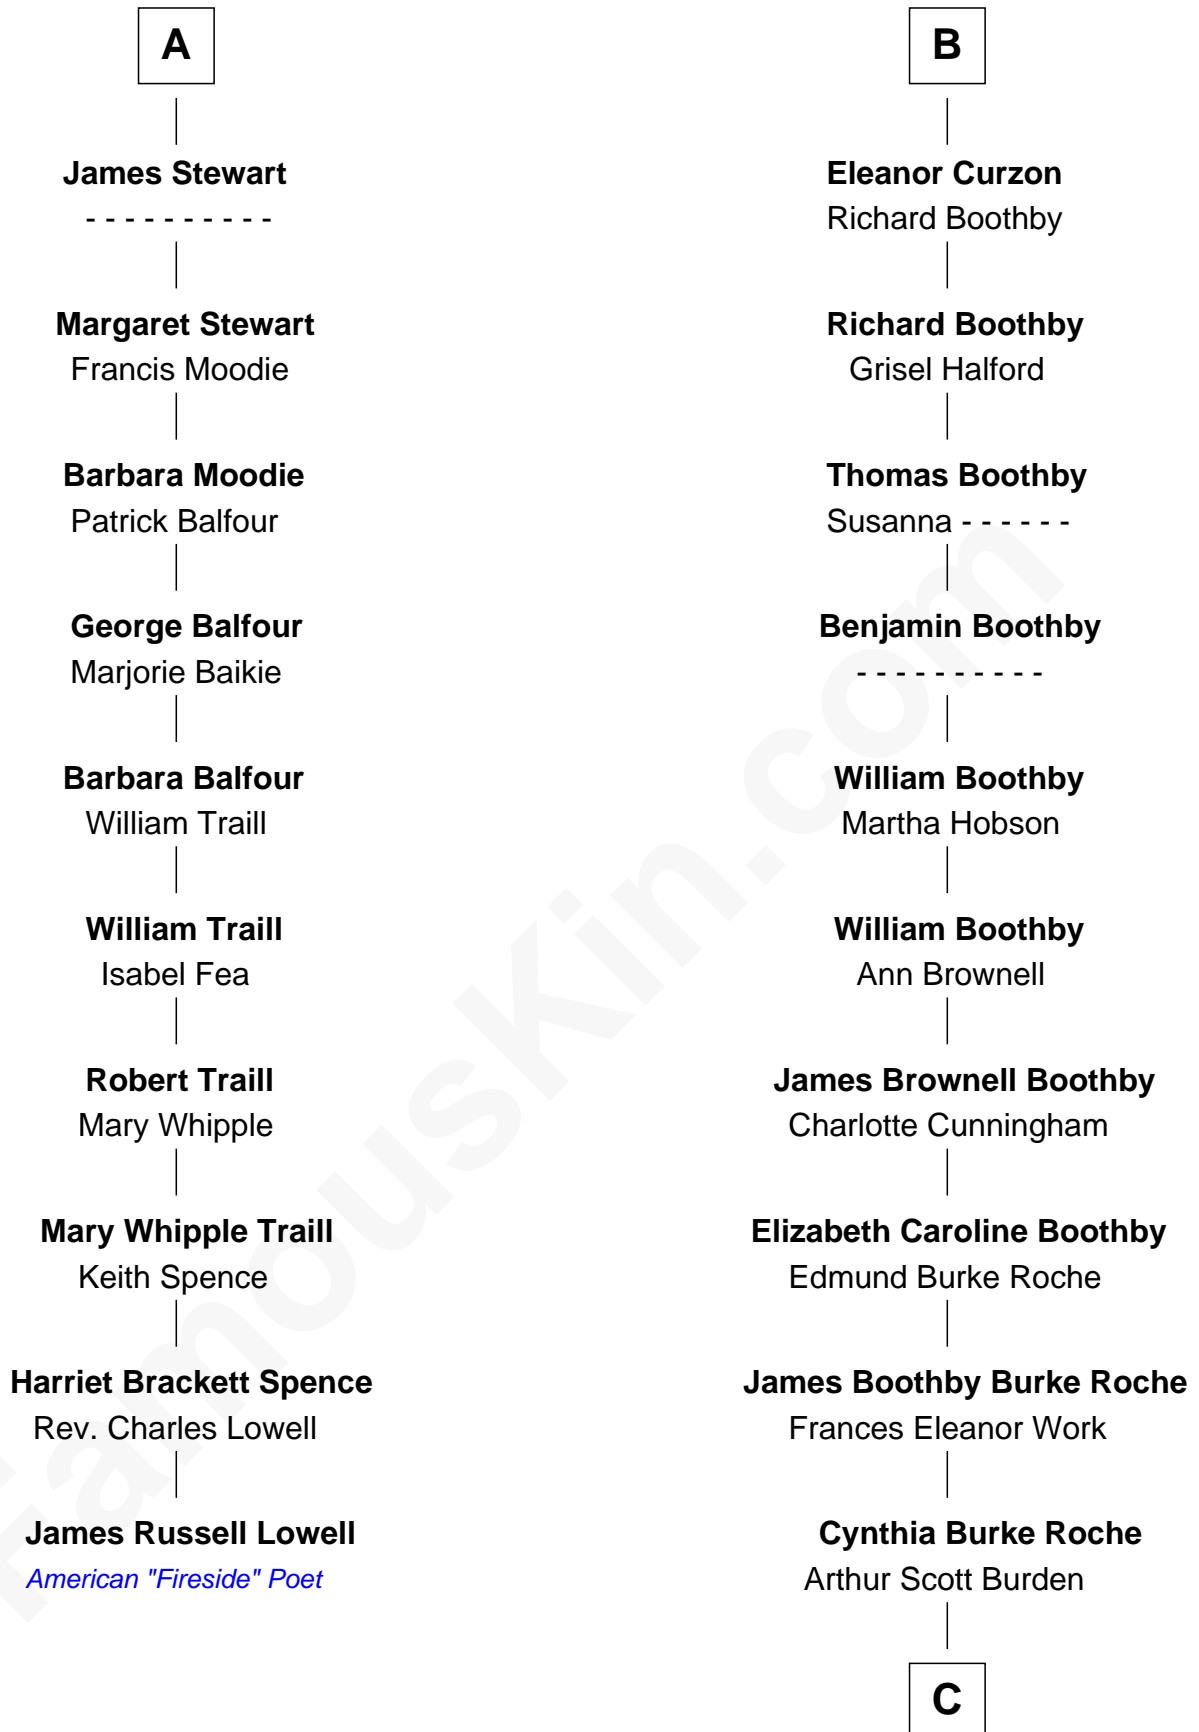 A
James Stewart
- - - - - - - - - -
Margaret Stewart
Francis Moodie
Barbara Moodie
Patrick Balfour
George Balfour
Marjorie Baikie
Barbara Balfour
William Traill
William Traill
Isabel Fea
Robert Traill
Mary Whipple
Mary Whipple Traill
Keith Spence
Harriet Brackett Spence
Rev. Charles Lowell
James Russell Lowell
American "Fireside" Poet
B
Eleanor Curzon
Richard Boothby
Richard Boothby
Grisel Halford
Thomas Boothby
Susanna - - - - - -
Benjamin Boothby
- - - - - - - - - -
William Boothby
Martha Hobson
William Boothby
Ann Brownell
James Brownell Boothby
Charlotte Cunningham
Elizabeth Caroline Boothby
Edmund Burke Roche
James Boothby Burke Roche
Frances Eleanor Work
Cynthia Burke Roche
Arthur Scott Burden
C
FamousKin.com